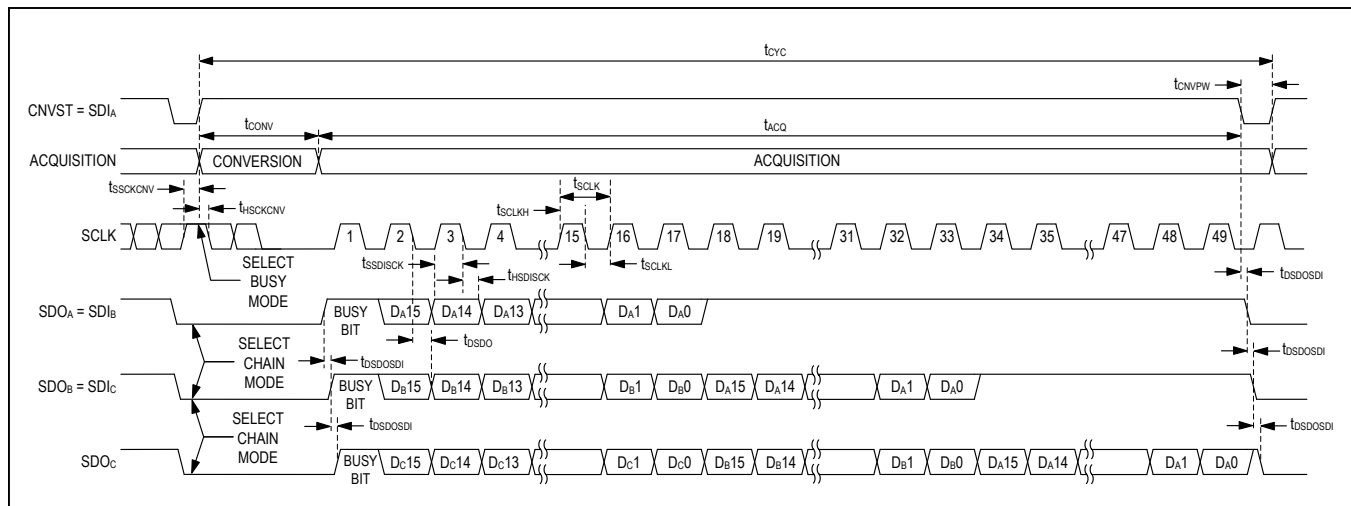 tCYC
tCNVPW
CNVST = SDIA
tCONV
tACQ
ACQUISITION CONVERSION ACQUISITION
tSSCKCNV
tHSCKCNV
tSCLK
tSCLKH
SCLK 1 2 3 4 15 16 17 18 19 31 32 33 34 35 47 48 49
SELECT
BUSY
MODE
tSSDISCK
tHSDISCK
tSCLKL
tDSDOSDI
SDOA = SDIB BUSY
BIT
DA15 DA14 DA13 DA1 DA0
SELECT
CHAIN
MODE
tDSDOSDI
tDSDO
tDSDOSDI
SDOB = SDIC BUSY
BIT
DB15 DB14 DB13 DB1 DB0 DA15 DA14 DA1 DA0
SELECT
CHAIN
MODE
tDSDOSDI
tDSDOSDI
SDOC BUSY
BIT
DC15 DC14 DC13 DC1 DC0 DB15 DB14 DB1 DB0 DA15 DA14 DA1 DA0